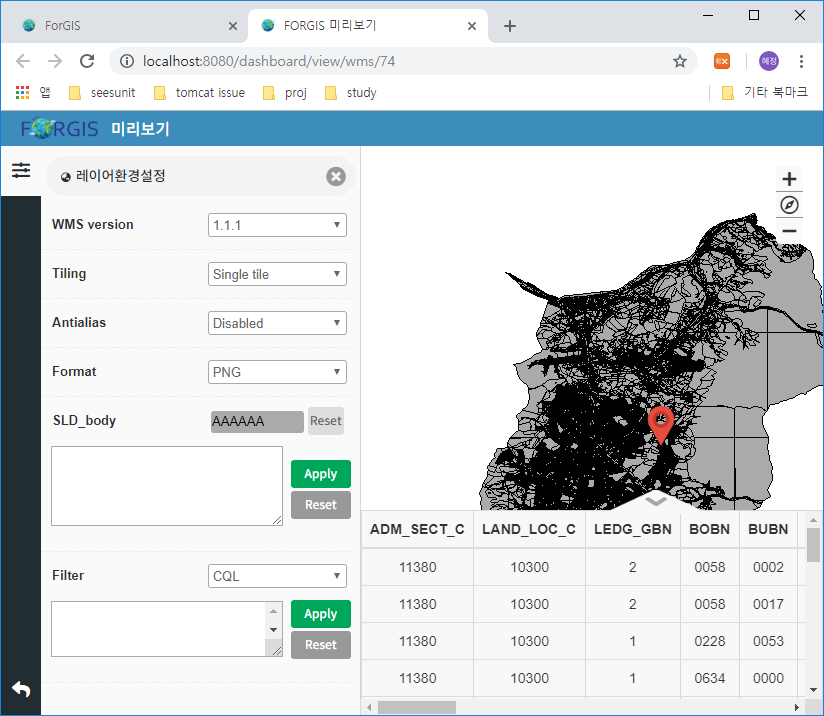 ForGIS
FORGIS 미리보기
localhost:8080/dashboard/view/wms/74
혜정
앱
seesunit
tomcat issue
proj
study
기타 북마크
FORGIS 미리보기
레이어환경설정
WMS version 1.1.1
Tiling Single tile
Antialias Disabled
Format PNG
SLD_body AAAAAA Reset
Apply
Reset
Filter CQL
Apply
Reset
ADM_SECT_C LAND_LOC_C LEDG_GBN BOBN BUBN
11380 10300 2 0058 0002
11380 10300 2 0058 0017
11380 10300 1 0228 0053
11380 10300 1 0634 0000